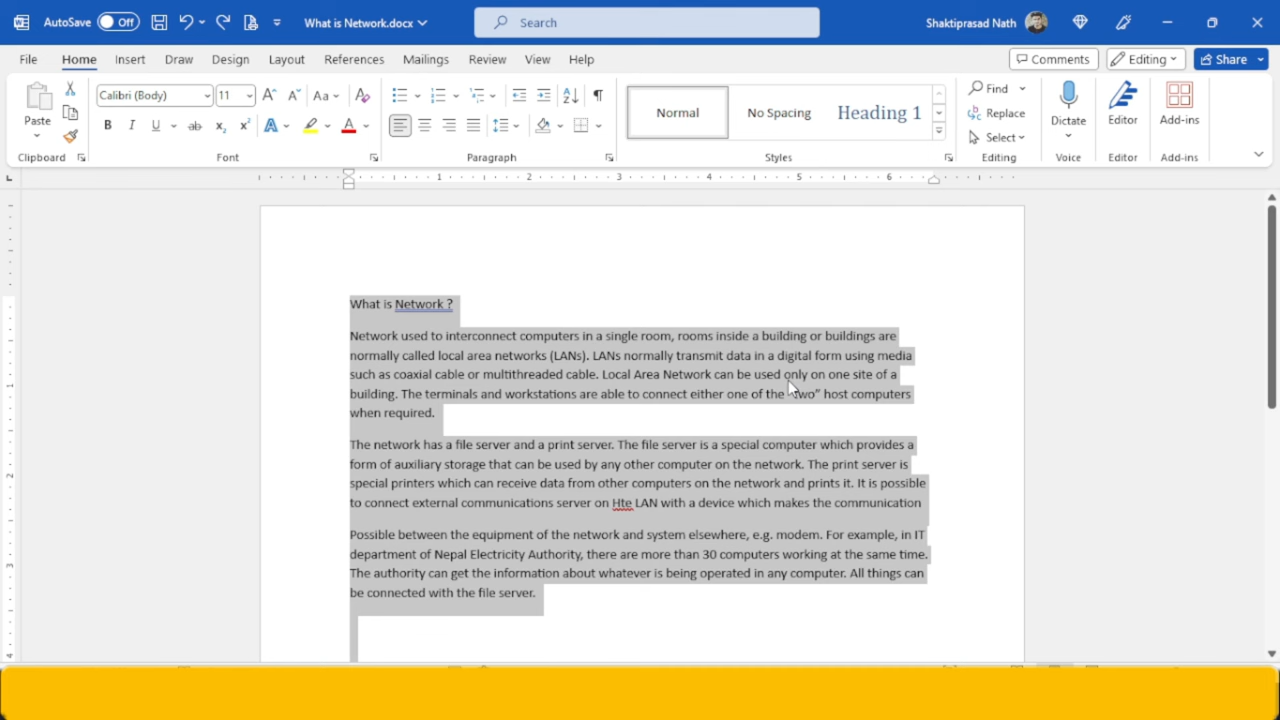 AutoSave Off What is Network.docx Search Shaktiprasad Nath
File Home Insert Draw Design Layout References Mailings Review View Help Comments Editing Share
Paste Calibri (Body) 11 Aa Normal No Spacing Heading 1 Find Replace Select Dictate Editor Add-ins
Clipboard Font Paragraph Styles Editing Voice Editor Add-ins
1 2 3 4 5 6
What is Network ?
Network used to interconnect computers in a single room, rooms inside a building or buildings are
normally called local area networks (LANs). LANs normally transmit data in a digital form using media
such as coaxial cable or multithreaded cable. Local Area Network can be used only on one site of a
building. The terminals and workstations are able to connect either one of the “two” host computers
when required.
The network has a file server and a print server. The file server is a special computer which provides a
form of auxiliary storage that can be used by any other computer on the network. The print server is
special printers which can receive data from other computers on the network and prints it. It is possible
to connect external communications server on Hte LAN with a device which makes the communication
Possible between the equipment of the network and system elsewhere, e.g. modem. For example, in IT
department of Nepal Electricity Authority, there are more than 30 computers working at the same time.
The authority can get the information about whatever is being operated in any computer. All things can
be connected with the file server.